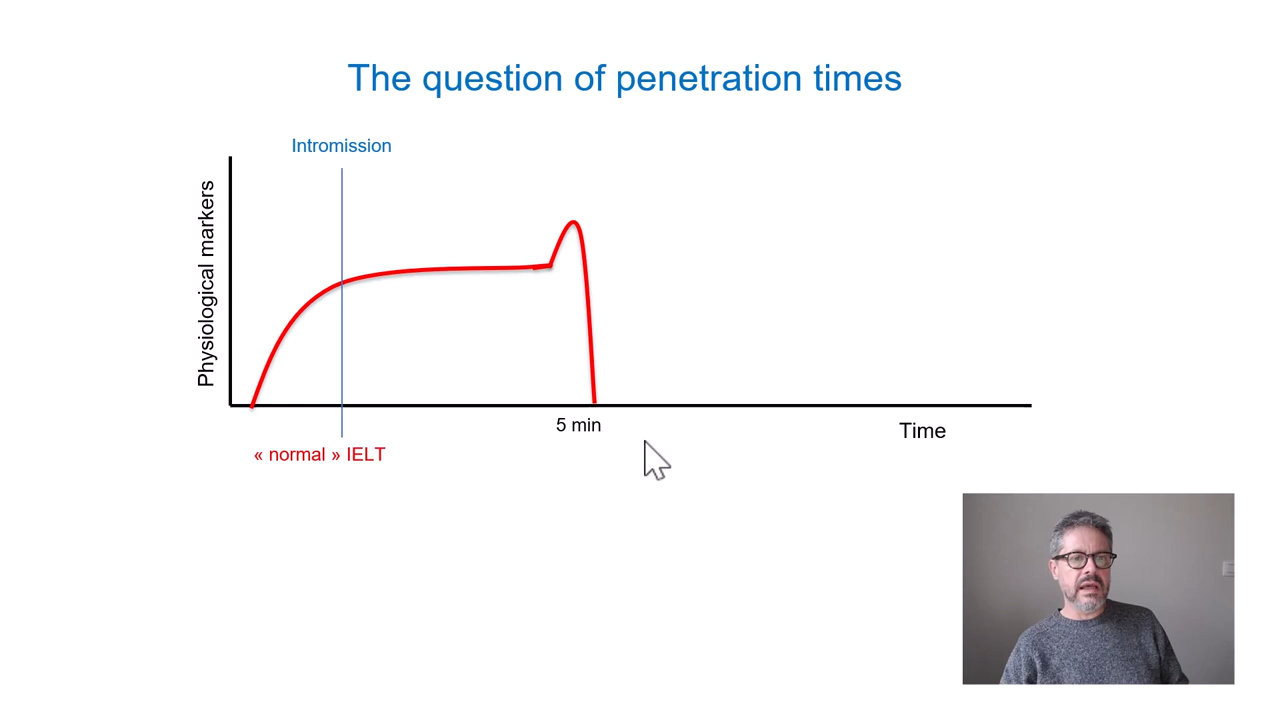 The question of penetration times
Intromission
Physiological markers
5 min
Time
« normal » IELT